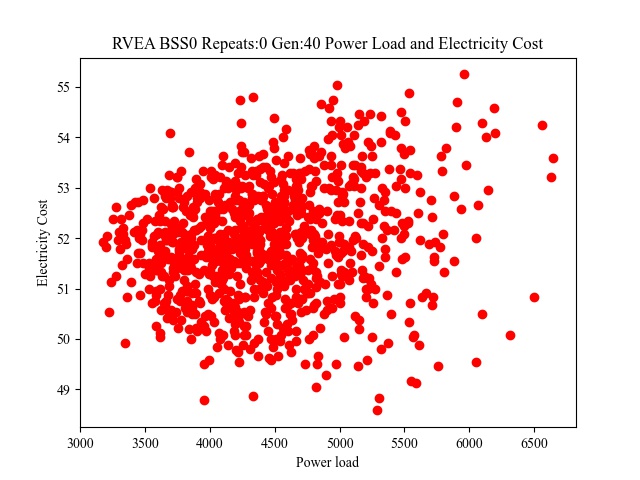 RVEA BSS0 Repeats:0 Gen:40 Power Load and Electricity Cost
55
54
53
52
51
50
49
Electricity Cost
3000 3500 4000 4500 5000 5500 6000 6500
Power load